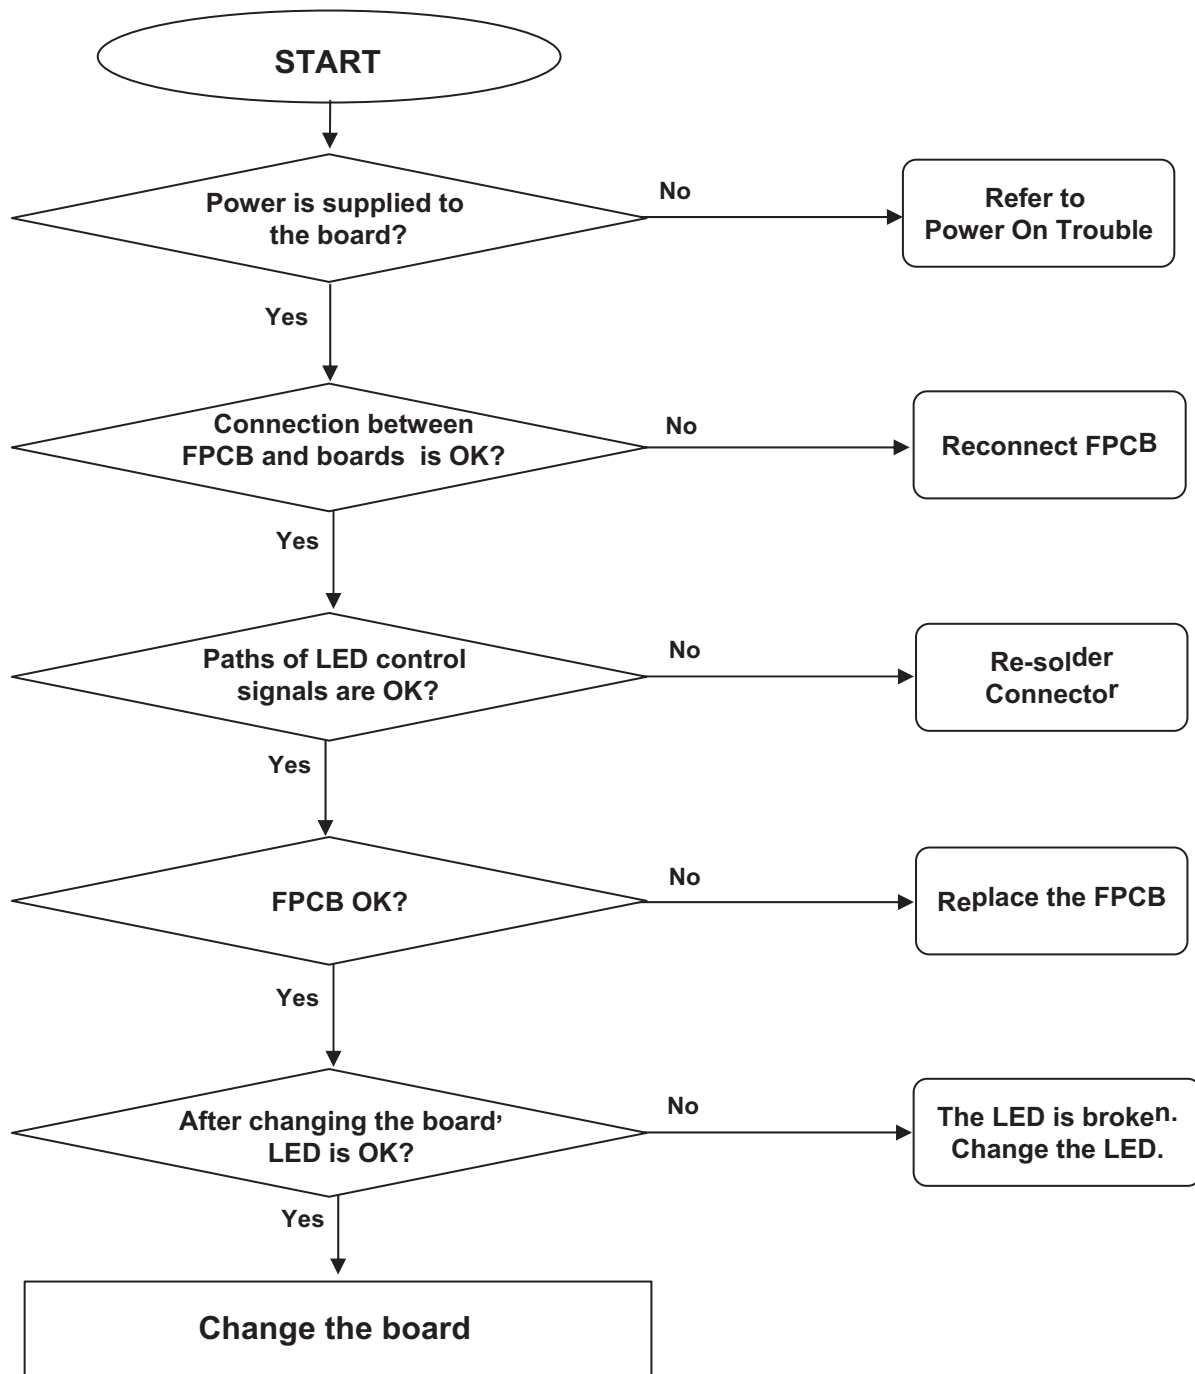 START
Power is supplied to
the board?
No
Refer to
Power On Trouble
Yes
Connection between
FPCB and boards is OK?
No
Reconnect FPCB
Yes
Paths of LED control
signals are OK?
No
Re-solder
Connector
Yes
FPCB OK?
No
Replace the FPCB
Yes
After changing the board,
LED is OK?
No
The LED is broken.
Change the LED.
Yes
Change the board